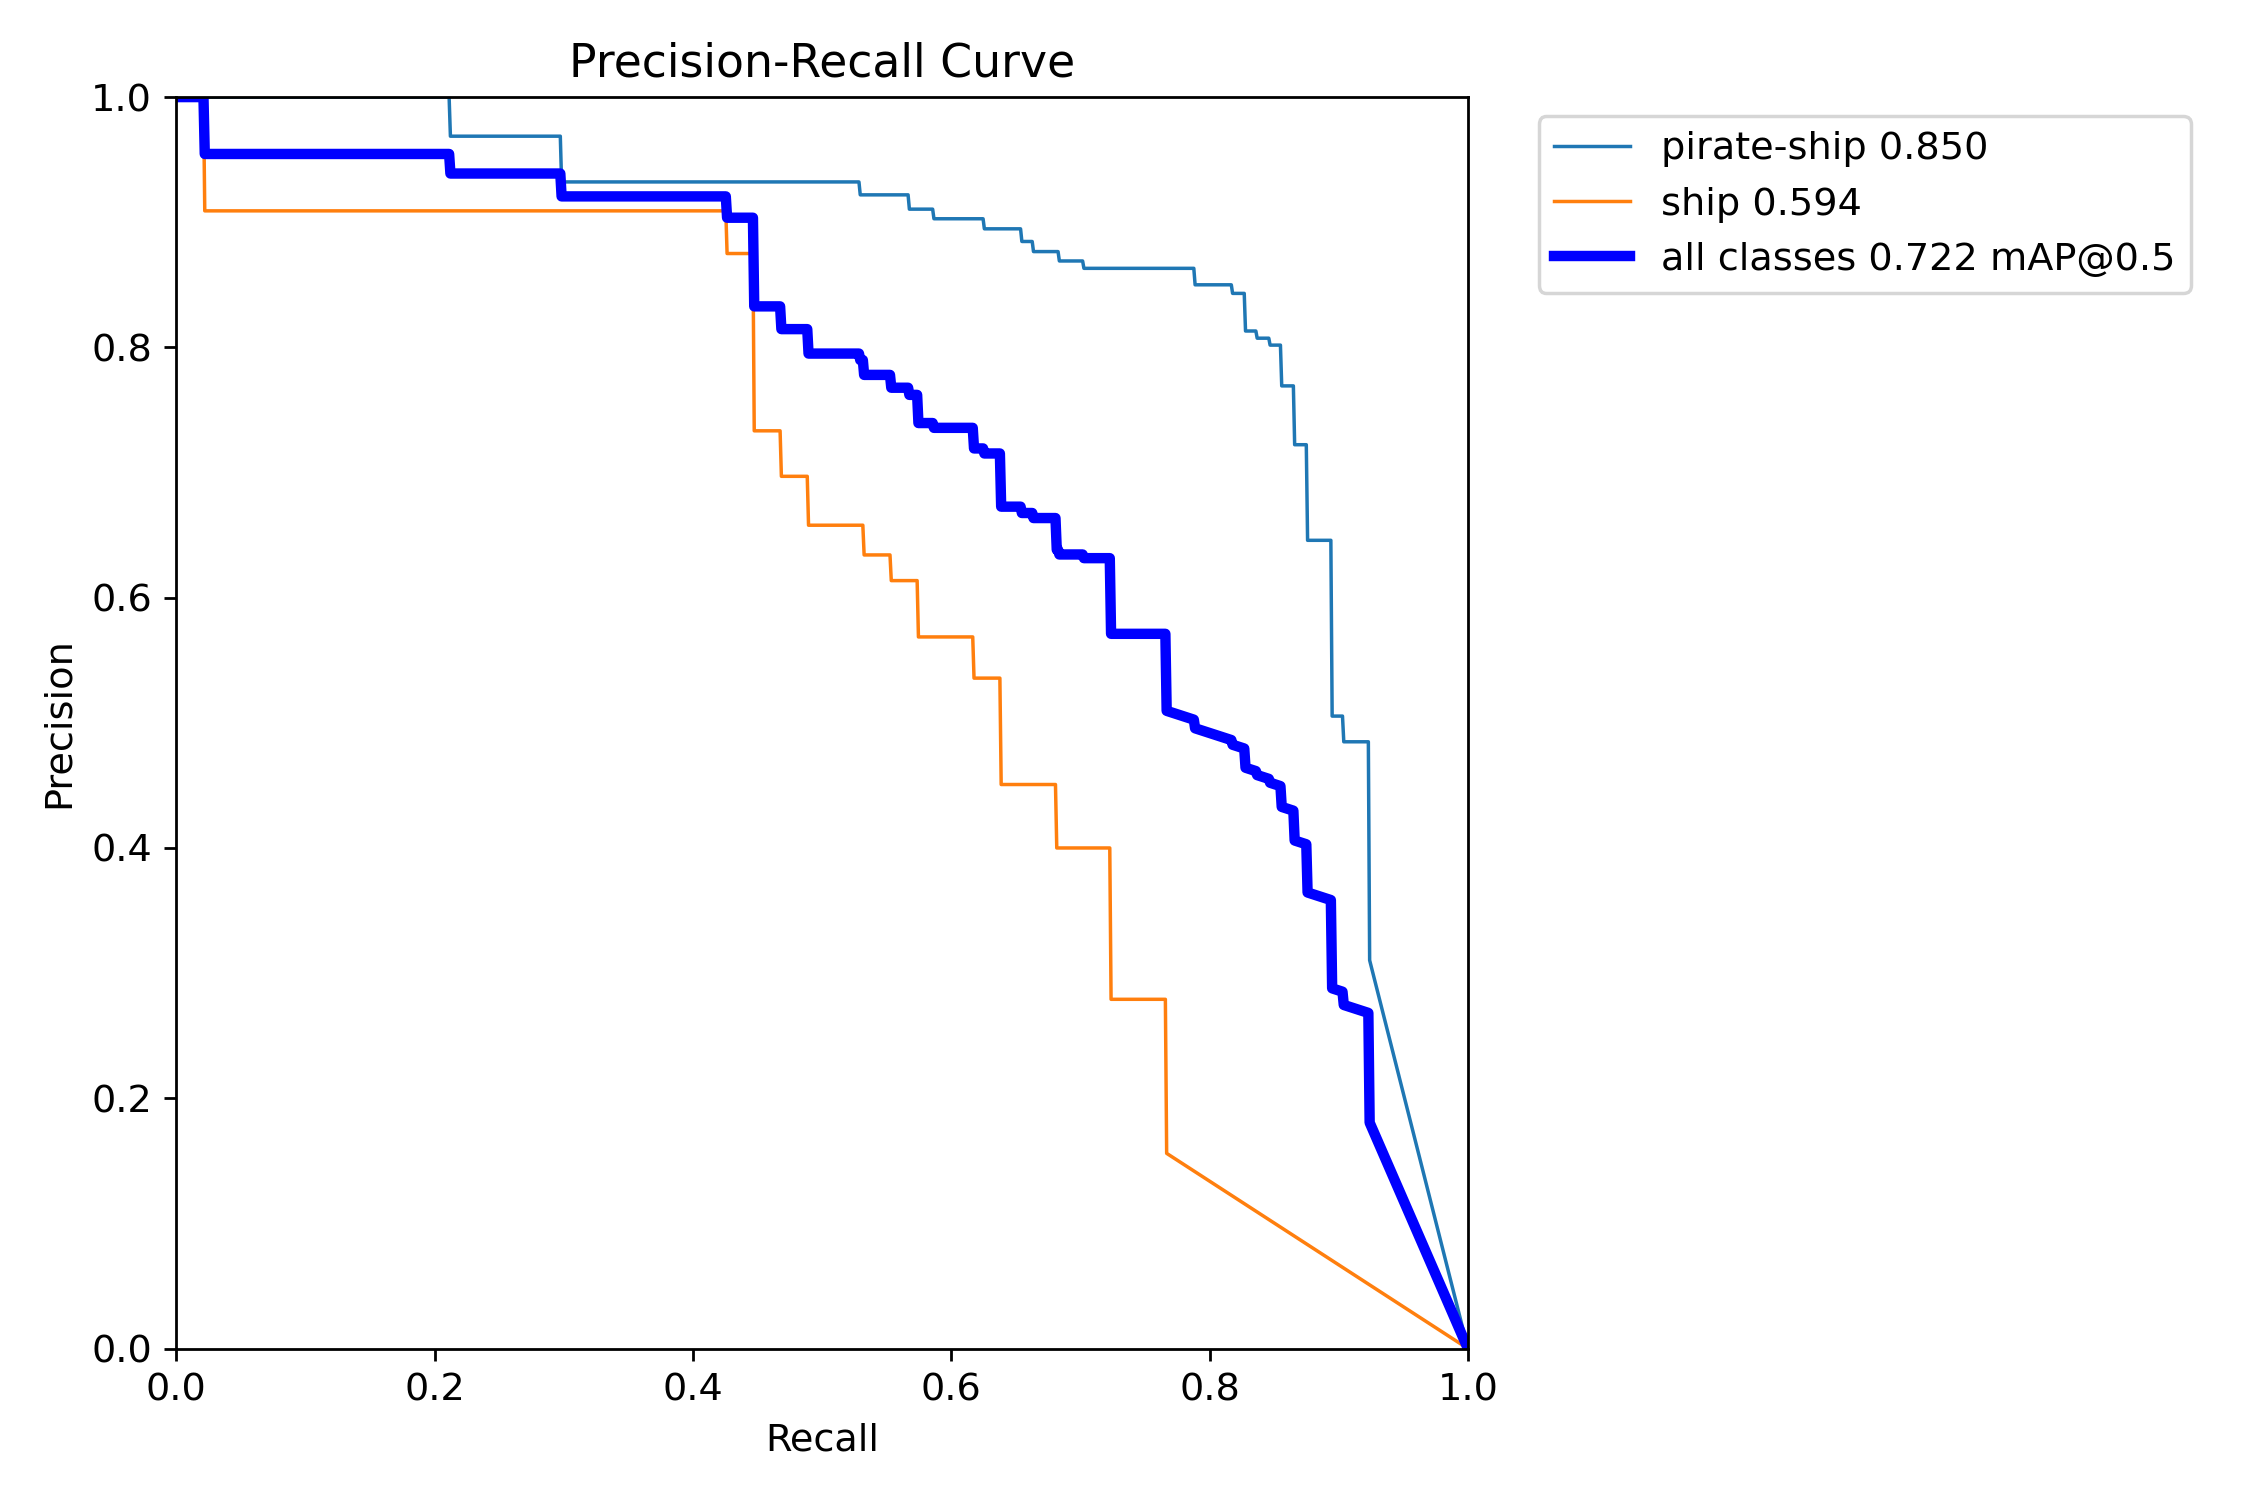 Precision-Recall Curve
pirate-ship 0.850
ship 0.594
all classes 0.722 mAP@0.5
Precision
1.0
0.8
0.6
0.4
0.2
0.0
0.0 0.2 0.4 0.6 0.8 1.0
Recall